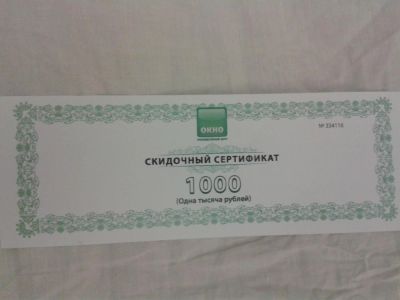 ОКНО
№ 334116
СКИДОЧНЫЙ СЕРТИФИКАТ
1000
(Одна тысяча рублей)